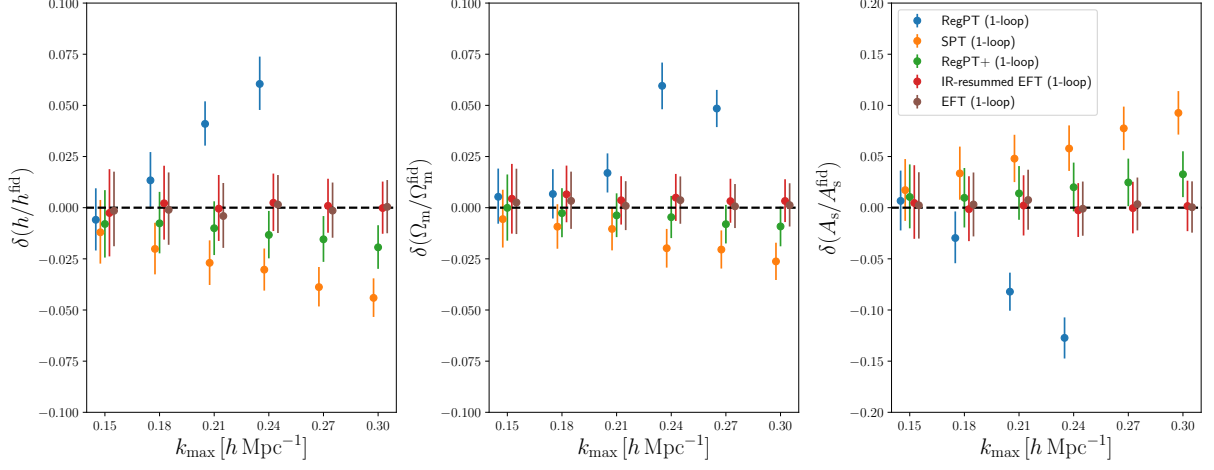 0.100
0.075
0.050
0.025
0.000
−0.025
−0.050
−0.075
−0.100
δ(h/h^fid)
0.15 0.18 0.21 0.24 0.27 0.30
k_max [h Mpc⁻¹]
0.100
0.075
0.050
0.025
0.000
−0.025
−0.050
−0.075
−0.100
δ(Ω_m/Ω_m^fid)
0.15 0.18 0.21 0.24 0.27 0.30
k_max [h Mpc⁻¹]
0.20
0.15
0.10
0.05
0.00
−0.05
−0.10
−0.15
−0.20
δ(A_s/A_s^fid)
RegPT (1-loop)
SPT (1-loop)
RegPT+ (1-loop)
IR-resummed EFT (1-loop)
EFT (1-loop)
0.15 0.18 0.21 0.24 0.27 0.30
k_max [h Mpc⁻¹]